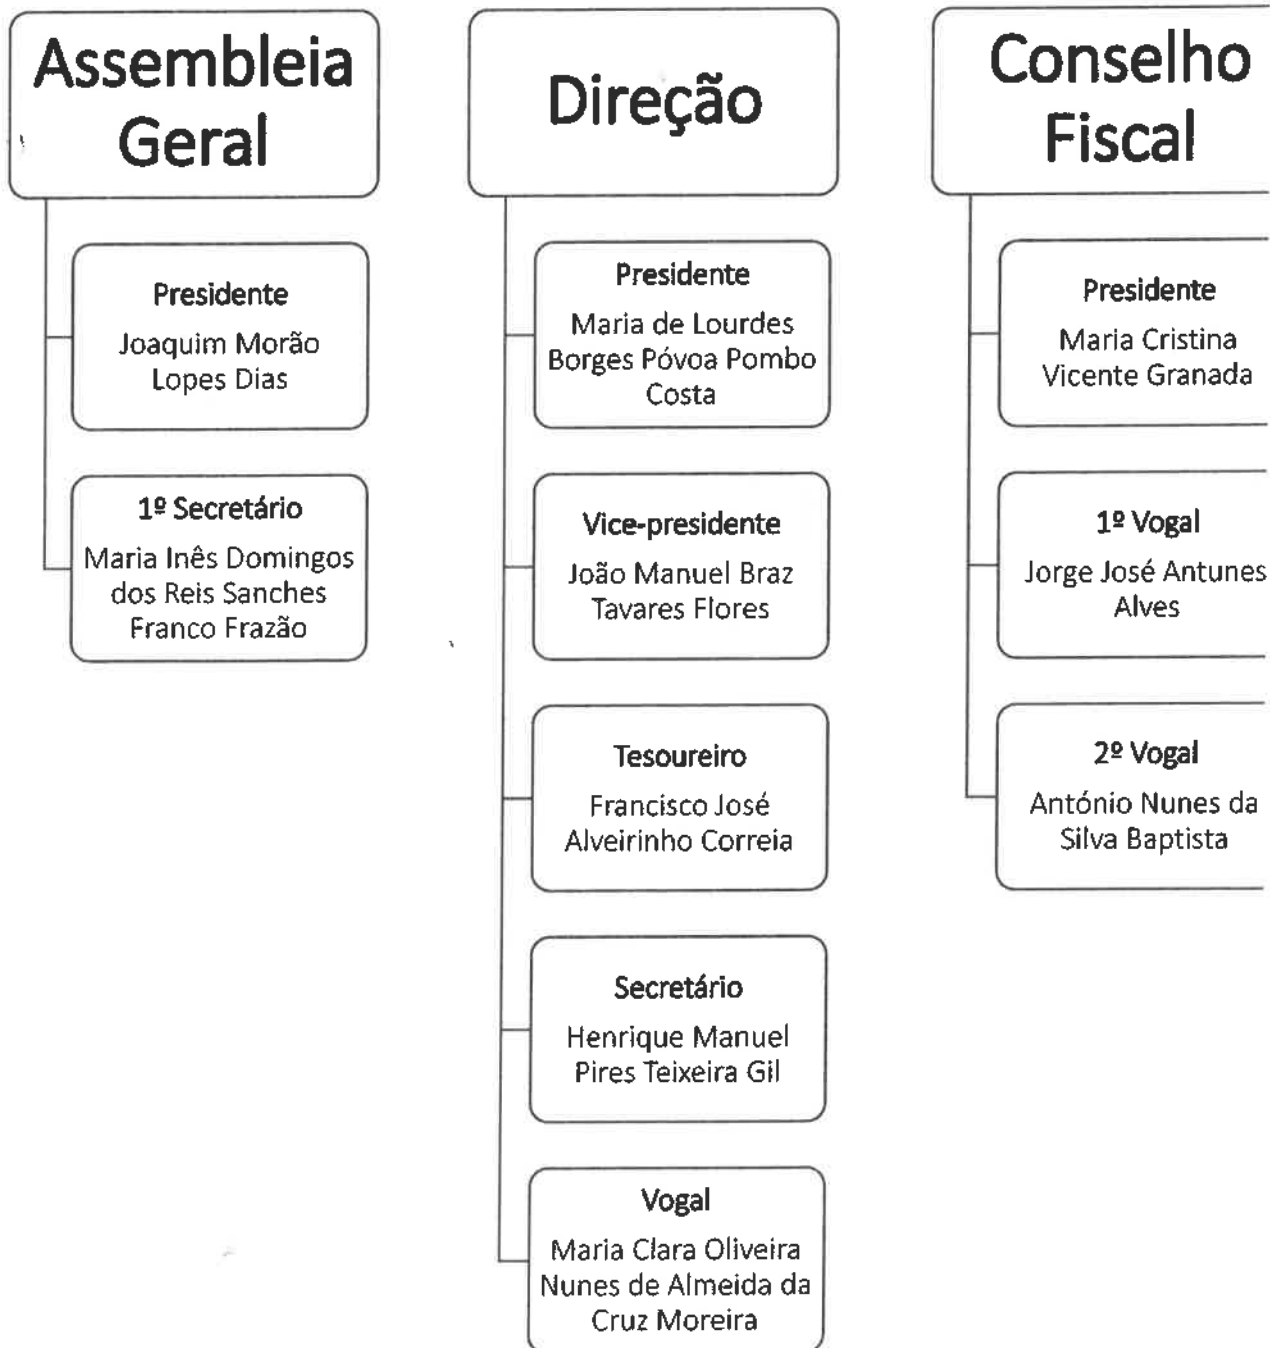 Assembleia
Geral
Presidente
Joaquim Morão
Lopes Dias
1º Secretário
Maria Inês Domingos
dos Reis Sanches
Franco Frazão
Direção
Presidente
Maria de Lourdes
Borges Póvoa Pombo
Costa
Vice-presidente
João Manuel Braz
Tavares Flores
Tesoureiro
Francisco José
Alveirinho Correia
Secretário
Henrique Manuel
Pires Teixeira Gil
Vogal
Maria Clara Oliveira
Nunes de Almeida da
Cruz Moreira
Conselho
Fiscal
Presidente
Maria Cristina
Vicente Granada
1º Vogal
Jorge José Antunes
Alves
2º Vogal
António Nunes da
Silva Baptista